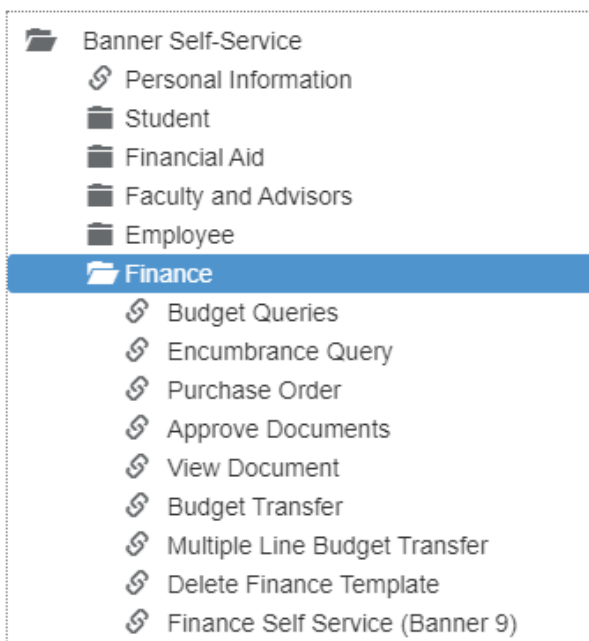 Banner Self-Service
Personal Information
Student
Financial Aid
Faculty and Advisors
Employee
Finance
Budget Queries
Encumbrance Query
Purchase Order
Approve Documents
View Document
Budget Transfer
Multiple Line Budget Transfer
Delete Finance Template
Finance Self Service (Banner 9)